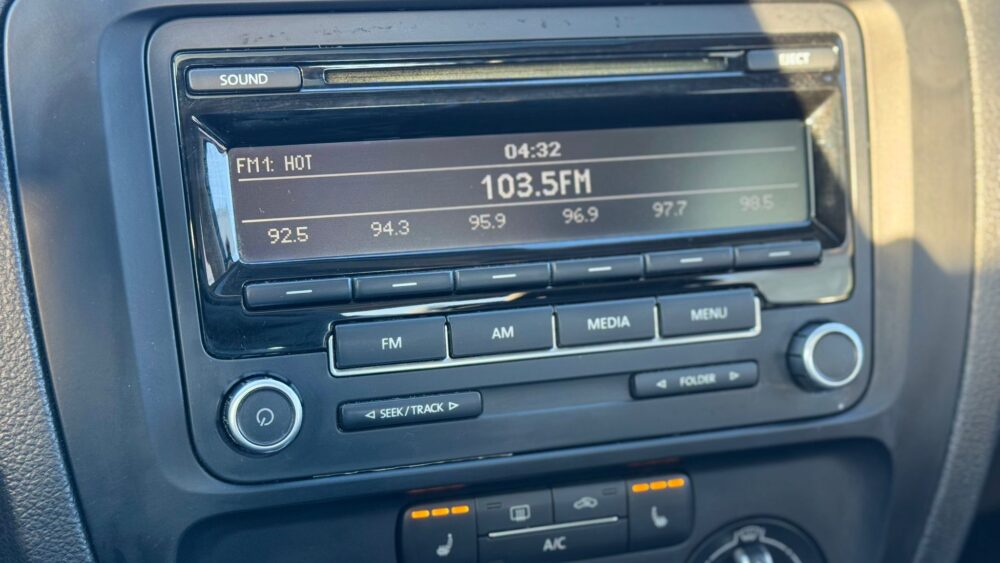 SOUND
EJECT
FM1: HOT
04:32
103.5FM
92.5 94.3 95.9 96.9 97.7 98.5
FM AM MEDIA MENU
SEEK/TRACK
FOLDER
A/C